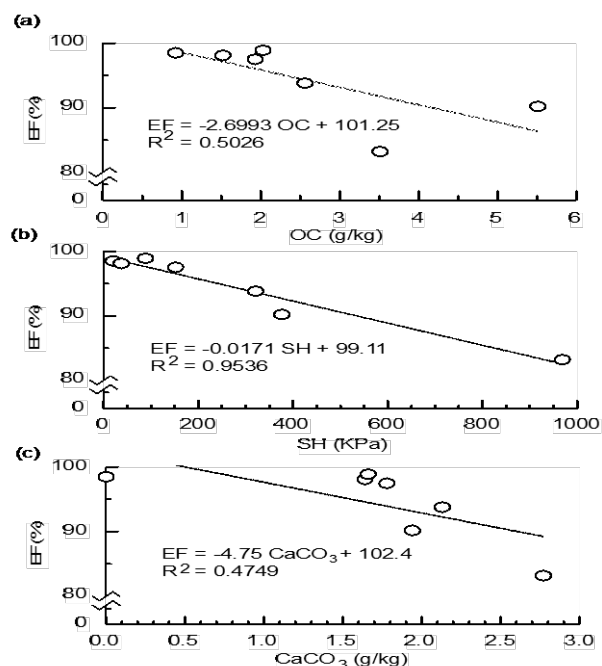 (a)
100
90
80
0
EF(%)
EF = -2.6993 OC + 101.25
R² = 0.5026
0 1 2 3 4 5 6
OC (g/kg)
(b)
100
90
80
0
EF(%)
EF = -0.0171 SH + 99.11
R² = 0.9536
0 200 400 600 800 1000
SH (KPa)
(c)
100
90
80
0
EF(%)
EF = -4.75 CaCO₃ + 102.4
R² = 0.4749
0.0 0.5 1.0 1.5 2.0 2.5 3.0
CaCO₃ (g/kg)